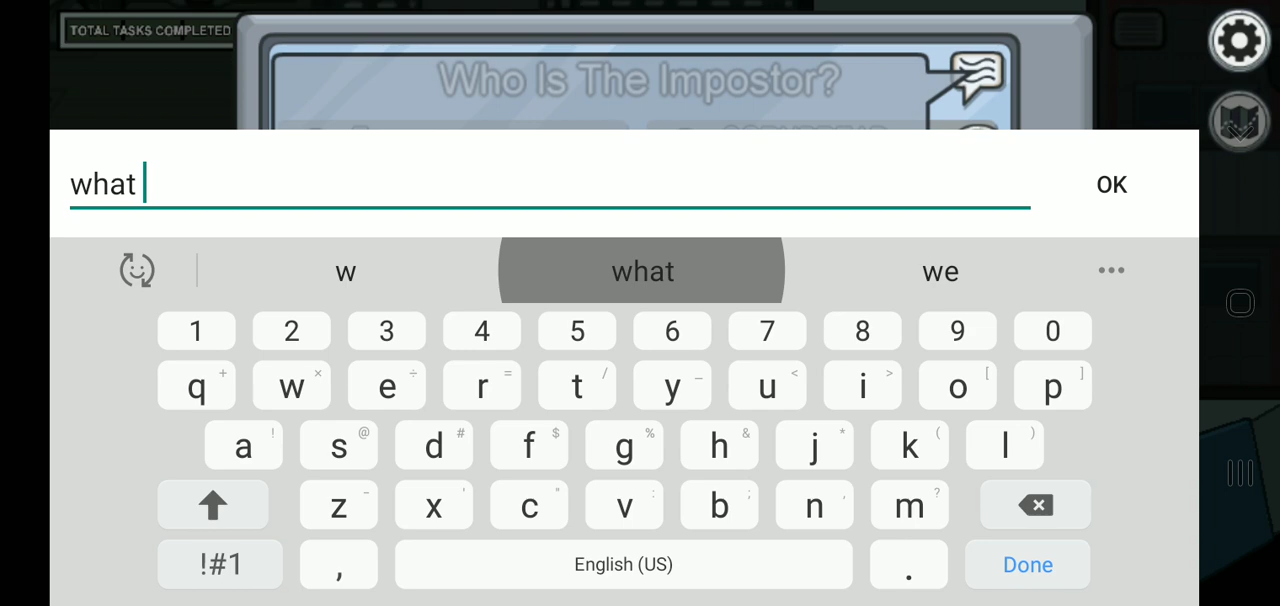 TOTAL TASKS COMPLETED
Who Is The Impostor?
what
OK
w what we
1 2 3 4 5 6 7 8 9 0
q + w × e ÷ r = t / y _ u < i > o [ p ]
a ! s @ d # f $ g % h & j * k ( l )
z - x ' c " v : b ; n , m ?
!#1 , English (US) . Done